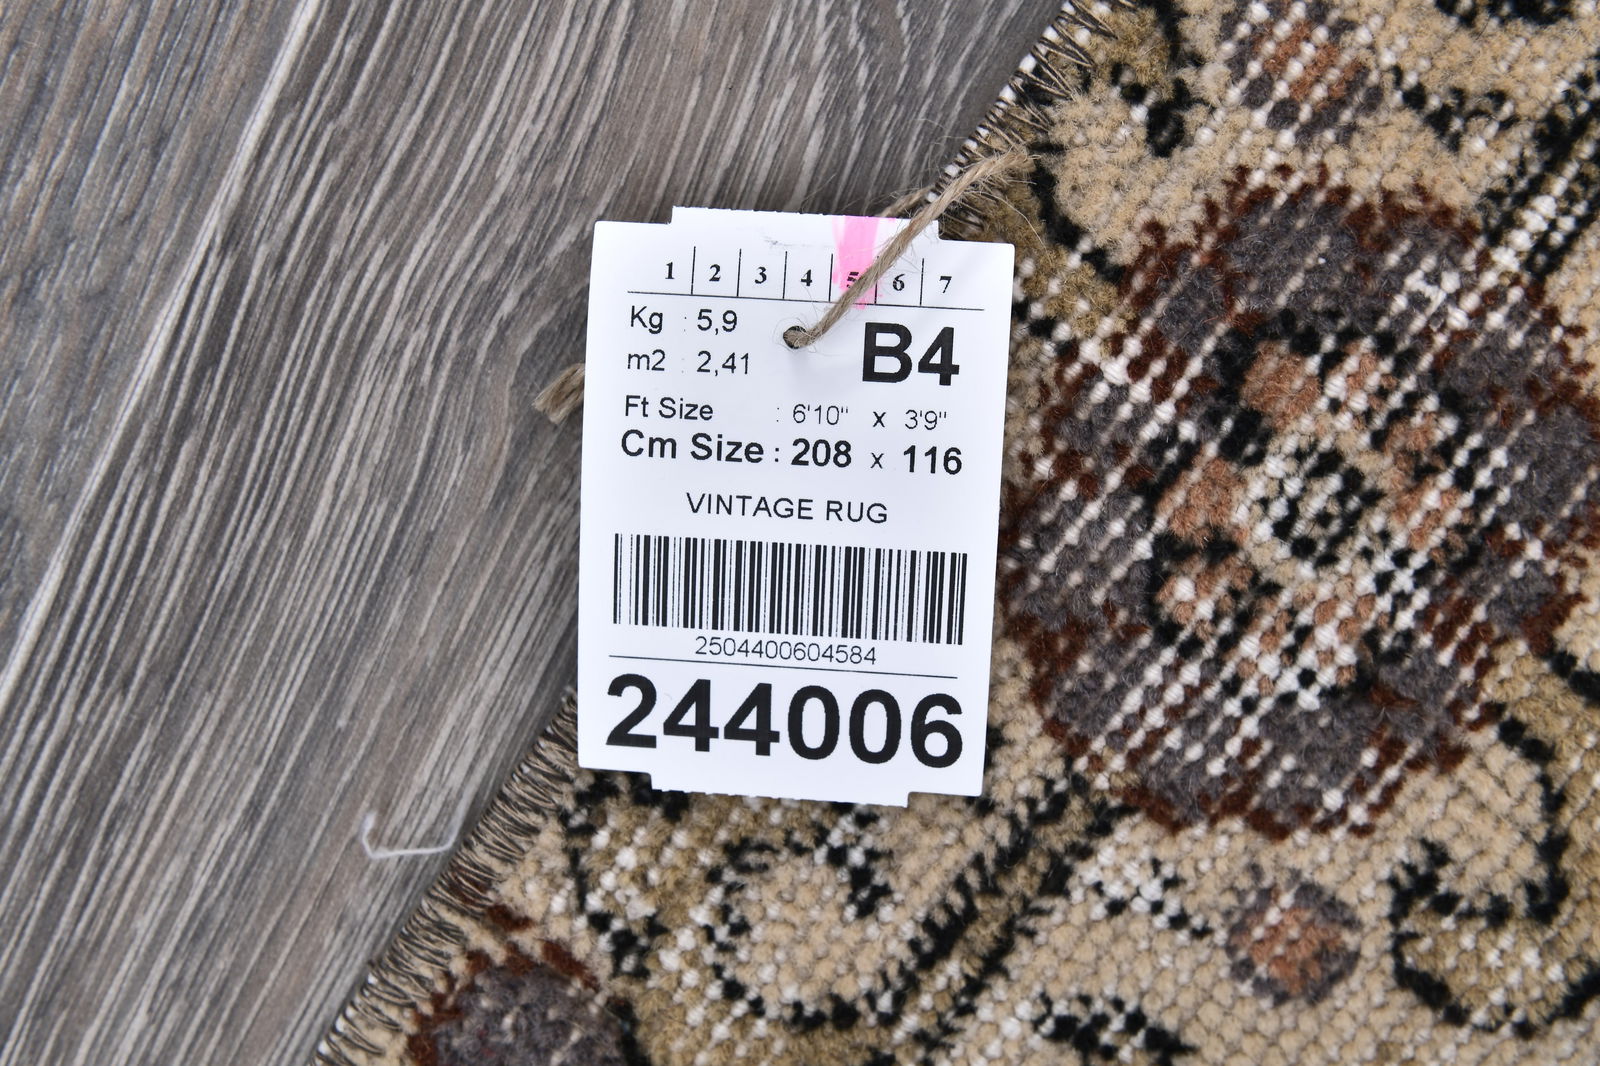 1 2 3 4 5 6 7
Kg : 5,9
m2 : 2,41
B4
Ft Size : 6'10" x 3'9"
Cm Size : 208 x 116
VINTAGE RUG
2504400604584
244006